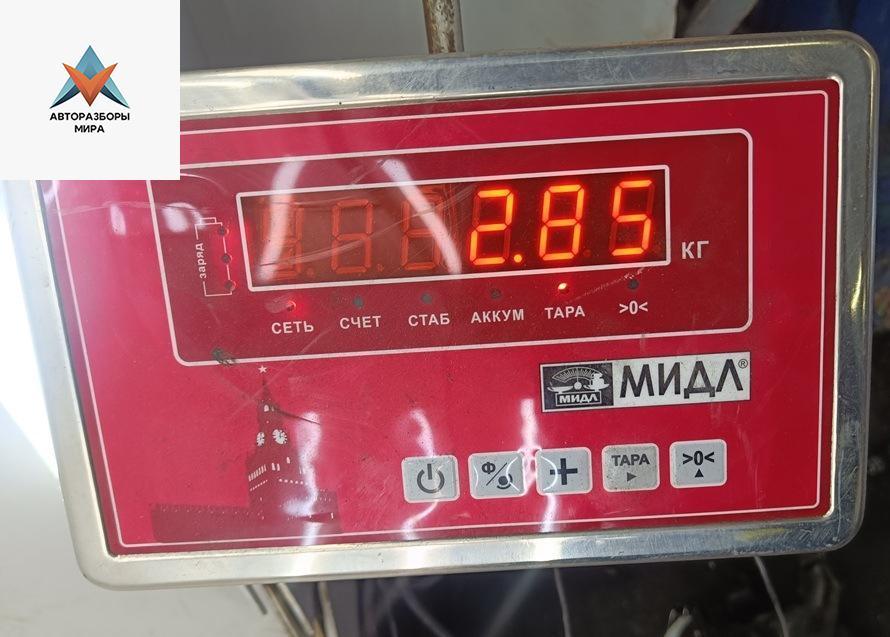 АВТОРАЗБОРЫ
МИРА
заряд
2.85
КГ
СЕТЬ СЧЕТ СТАБ АККУМ ТАРА >0<
МИДЛ МИДЛ®
Ф/ + ТАРА >0<